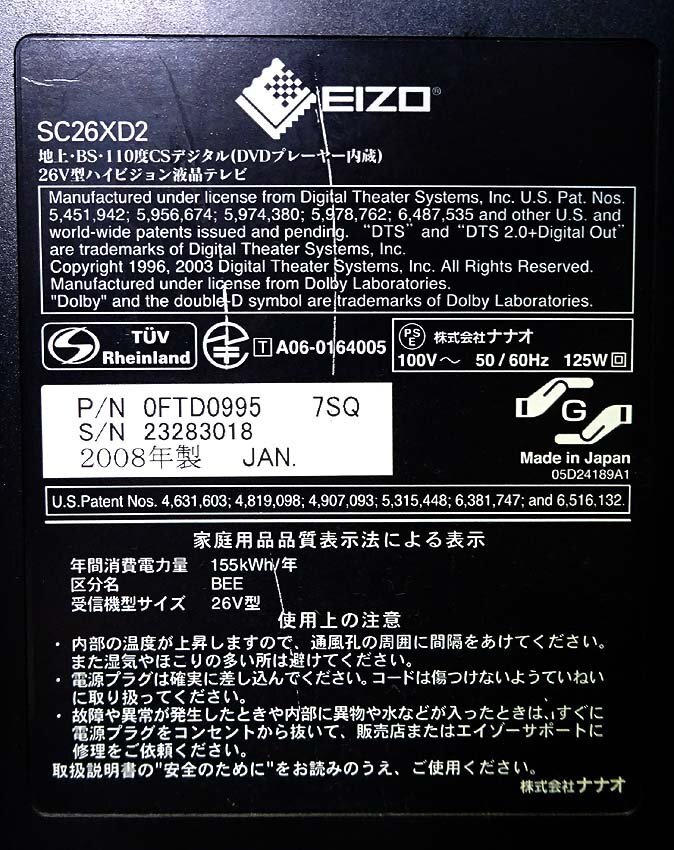 EIZO®
SC26XD2
地上・BS・110度CSデジタル(DVDプレーヤー内蔵)
26V型ハイビジョン液晶テレビ
Manufactured under license from Digital Theater Systems, Inc. U.S. Pat. Nos.
5,451,942; 5,956,674; 5,974,380; 5,978,762; 6,487,535 and other U.S. and
world-wide patents issued and pending. “DTS” and “DTS 2.0+Digital Out”
are trademarks of Digital Theater Systems, Inc.
Copyright 1996, 2003 Digital Theater Systems, Inc. All Rights Reserved.
Manufactured under license from Dolby Laboratories.
"Dolby" and the double-D symbol are trademarks of Dolby Laboratories.
TÜV
Rheinland
T A06-0164005
PSE 株式会社ナナオ
100V～ 50/60Hz 125W
P/N 0FTD0995 7SQ
S/N 23283018
2008年製 JAN.
G
Made in Japan
05D24189A1
U.S.Patent Nos. 4,631,603; 4,819,098; 4,907,093; 5,315,448; 6,381,747; and 6,516,132.
家庭用品品質表示法による表示
年間消費電力量 155kWh/年
区分名 BEE
受信機型サイズ 26V型
使用上の注意
・内部の温度が上昇しますので、通風孔の周囲に間隔をあけてください。
また湿気やほこりの多い所は避けてください。
・電源プラグは確実に差し込んでください。コードは傷つけないようていねい
に取り扱ってください。
・故障や異常が発生したときや内部に異物や水などが入ったときは、すぐに
電源プラグをコンセントから抜いて、販売店またはエイゾーサポートに
修理をご依頼ください。
取扱説明書の"安全のために"をお読みのうえ、ご使用ください。
株式会社ナナオ